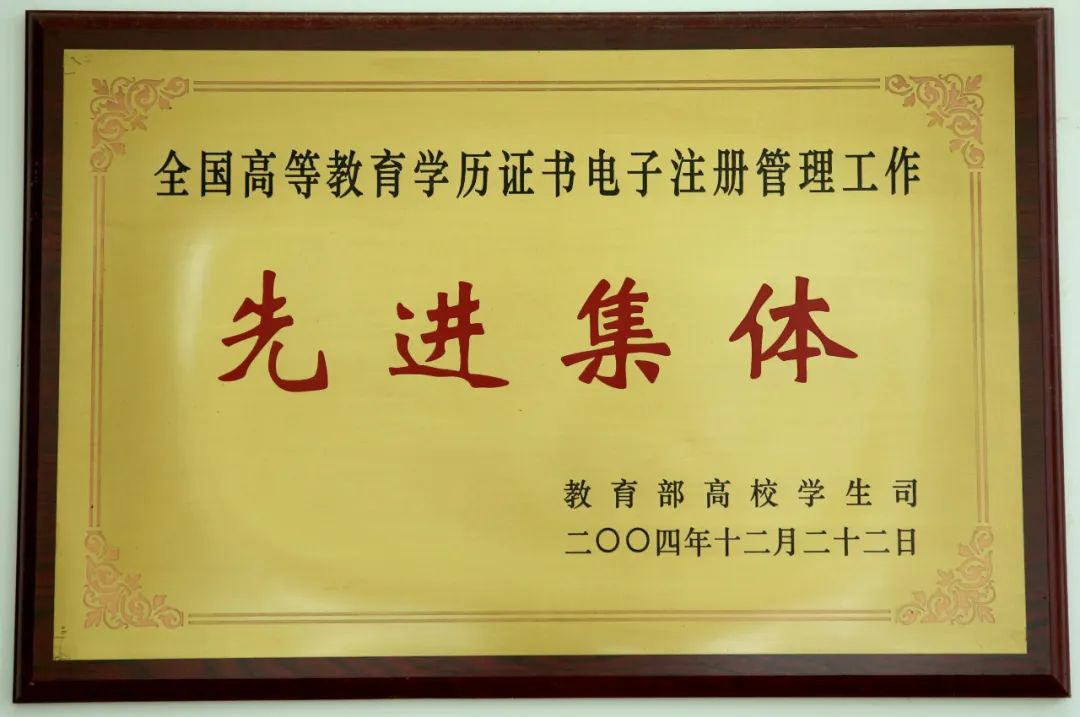 全国高等教育学历证书电子注册管理工作
先进集体
教育部高校学生司
二〇〇四年十二月二十二日